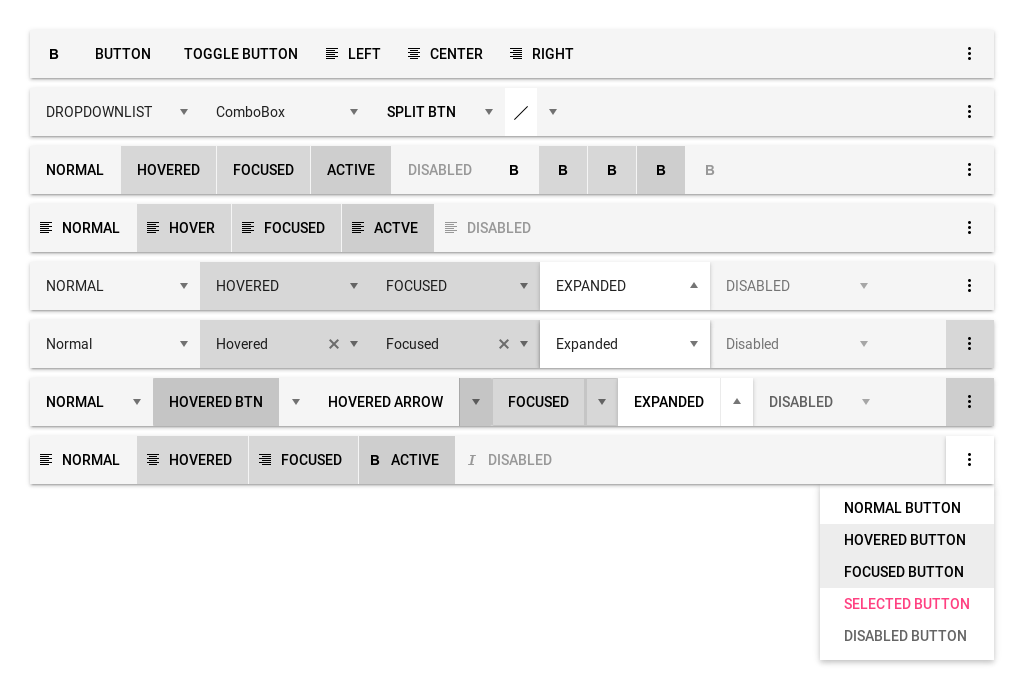 B BUTTON TOGGLE BUTTON LEFT CENTER RIGHT
DROPDOWNLIST ComboBox SPLIT BTN
NORMAL HOVERED FOCUSED ACTIVE DISABLED B B B B B
NORMAL HOVER FOCUSED ACTVE DISABLED
NORMAL HOVERED FOCUSED EXPANDED DISABLED
Normal Hovered Focused Expanded Disabled
NORMAL HOVERED BTN HOVERED ARROW FOCUSED EXPANDED DISABLED
NORMAL HOVERED FOCUSED B ACTIVE I DISABLED
NORMAL BUTTON
HOVERED BUTTON
FOCUSED BUTTON
SELECTED BUTTON
DISABLED BUTTON